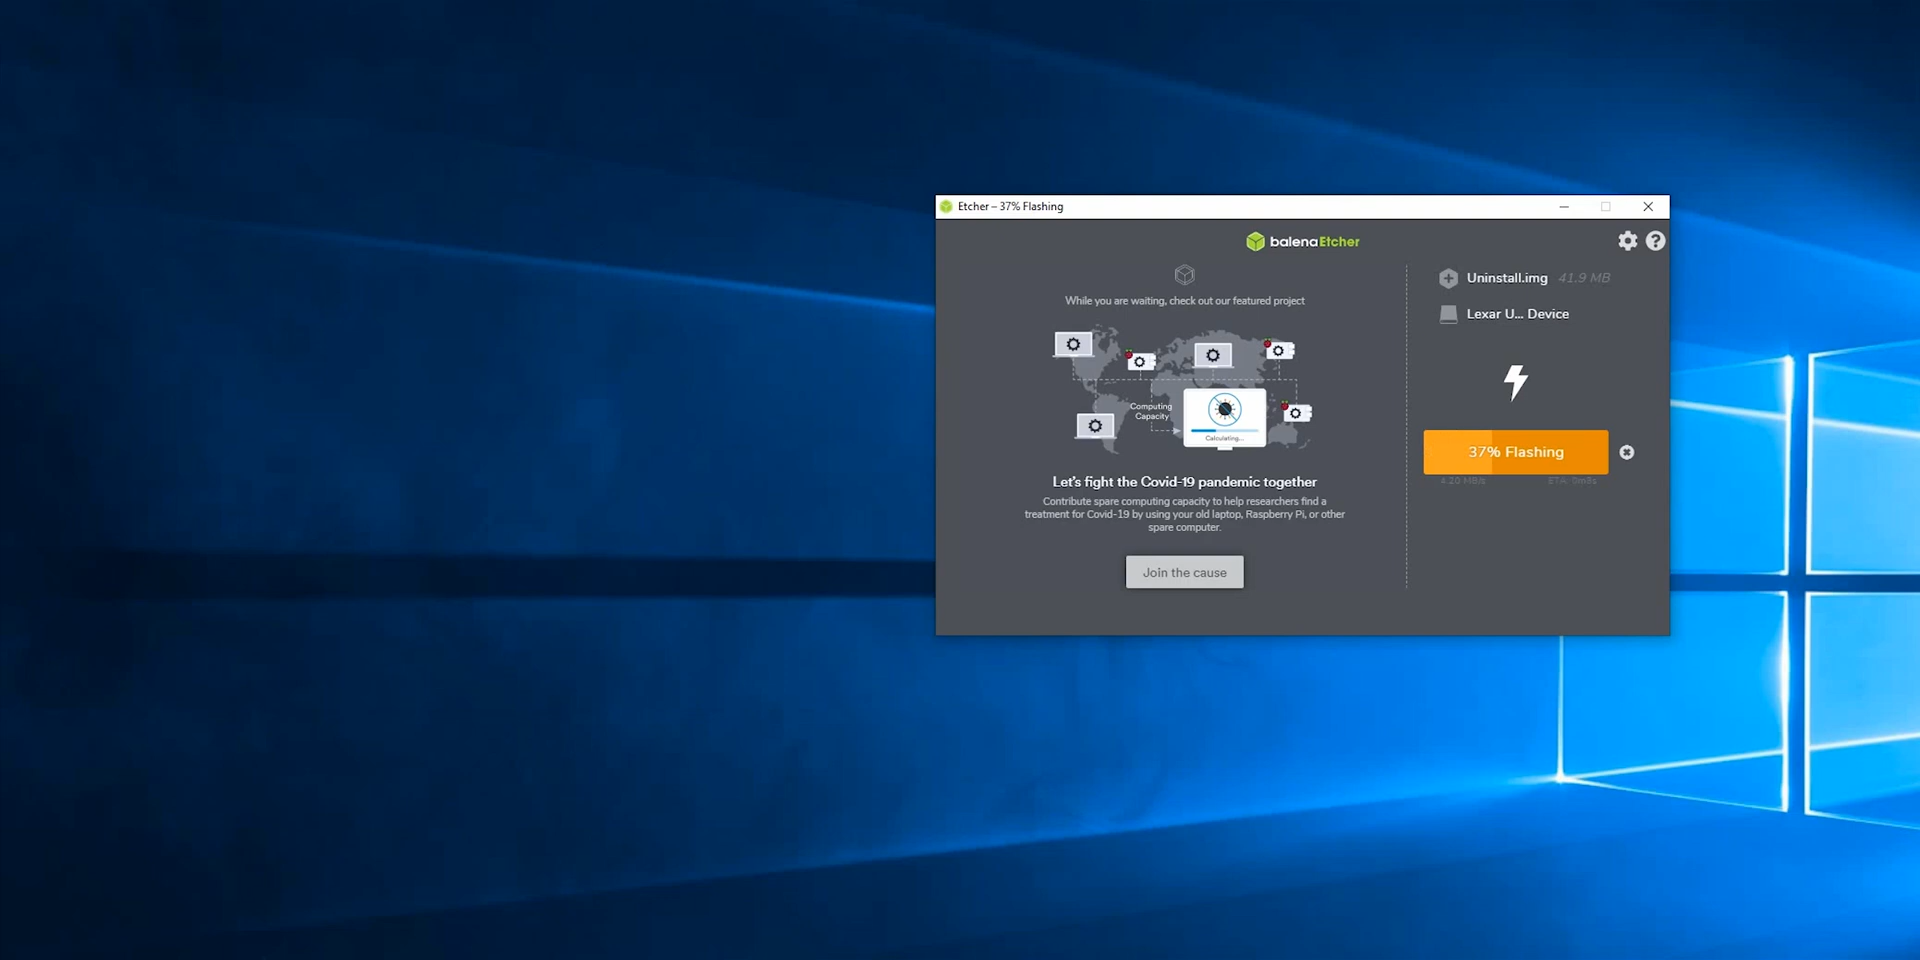 Etcher – 37% Flashing
balenaEtcher
While you are waiting, check out our featured project
Computing
Capacity
Calculating...
Let's fight the Covid-19 pandemic together
Contribute spare computing capacity to help researchers find a
treatment for Covid-19 by using your old laptop, Raspberry Pi, or other
spare computer.
Join the cause
Uninstall.img 41.9 MB
Lexar U... Device
37% Flashing
4.20 MB/s